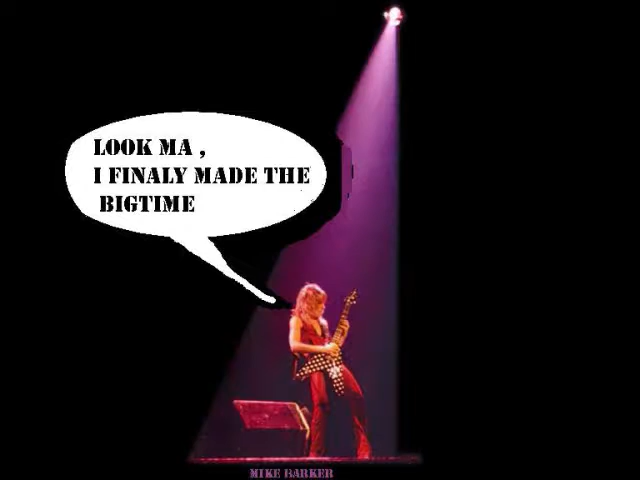 LOOK MA ,
I FINALY MADE THE
BIGTIME
MIKE BARKER